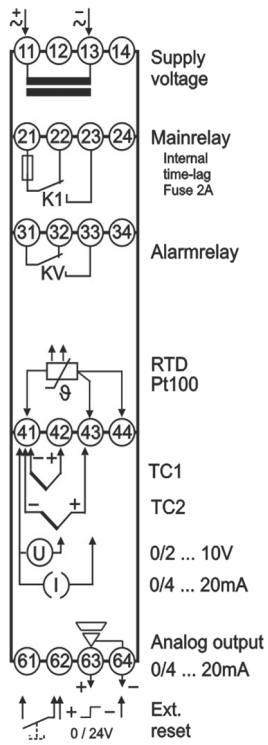 + −
≂ ≂
11 12 13 14
Supply
voltage
21 22 23 24
Mainrelay
Internal
time-lag
Fuse 2A
K1
31 32 33 34
KV
Alarmrelay
RTD
Pt100
ϑ
41 42 43 44
− +
TC1
− +
TC2
U
0/2 ... 10V
I
0/4 ... 20mA
Analog output
61 62 63 64
0/4 ... 20mA
+ −
+ −
0 / 24V
Ext.
reset